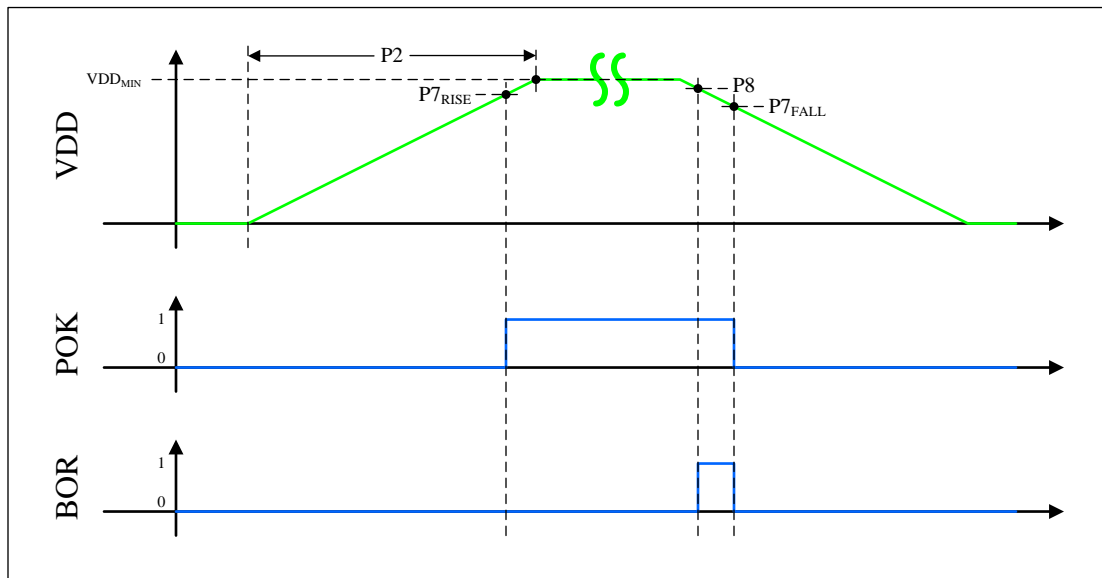 P2
VDD_MIN
P7_RISE
P8
P7_FALL
VDD
1
POK
0
1
BOR
0